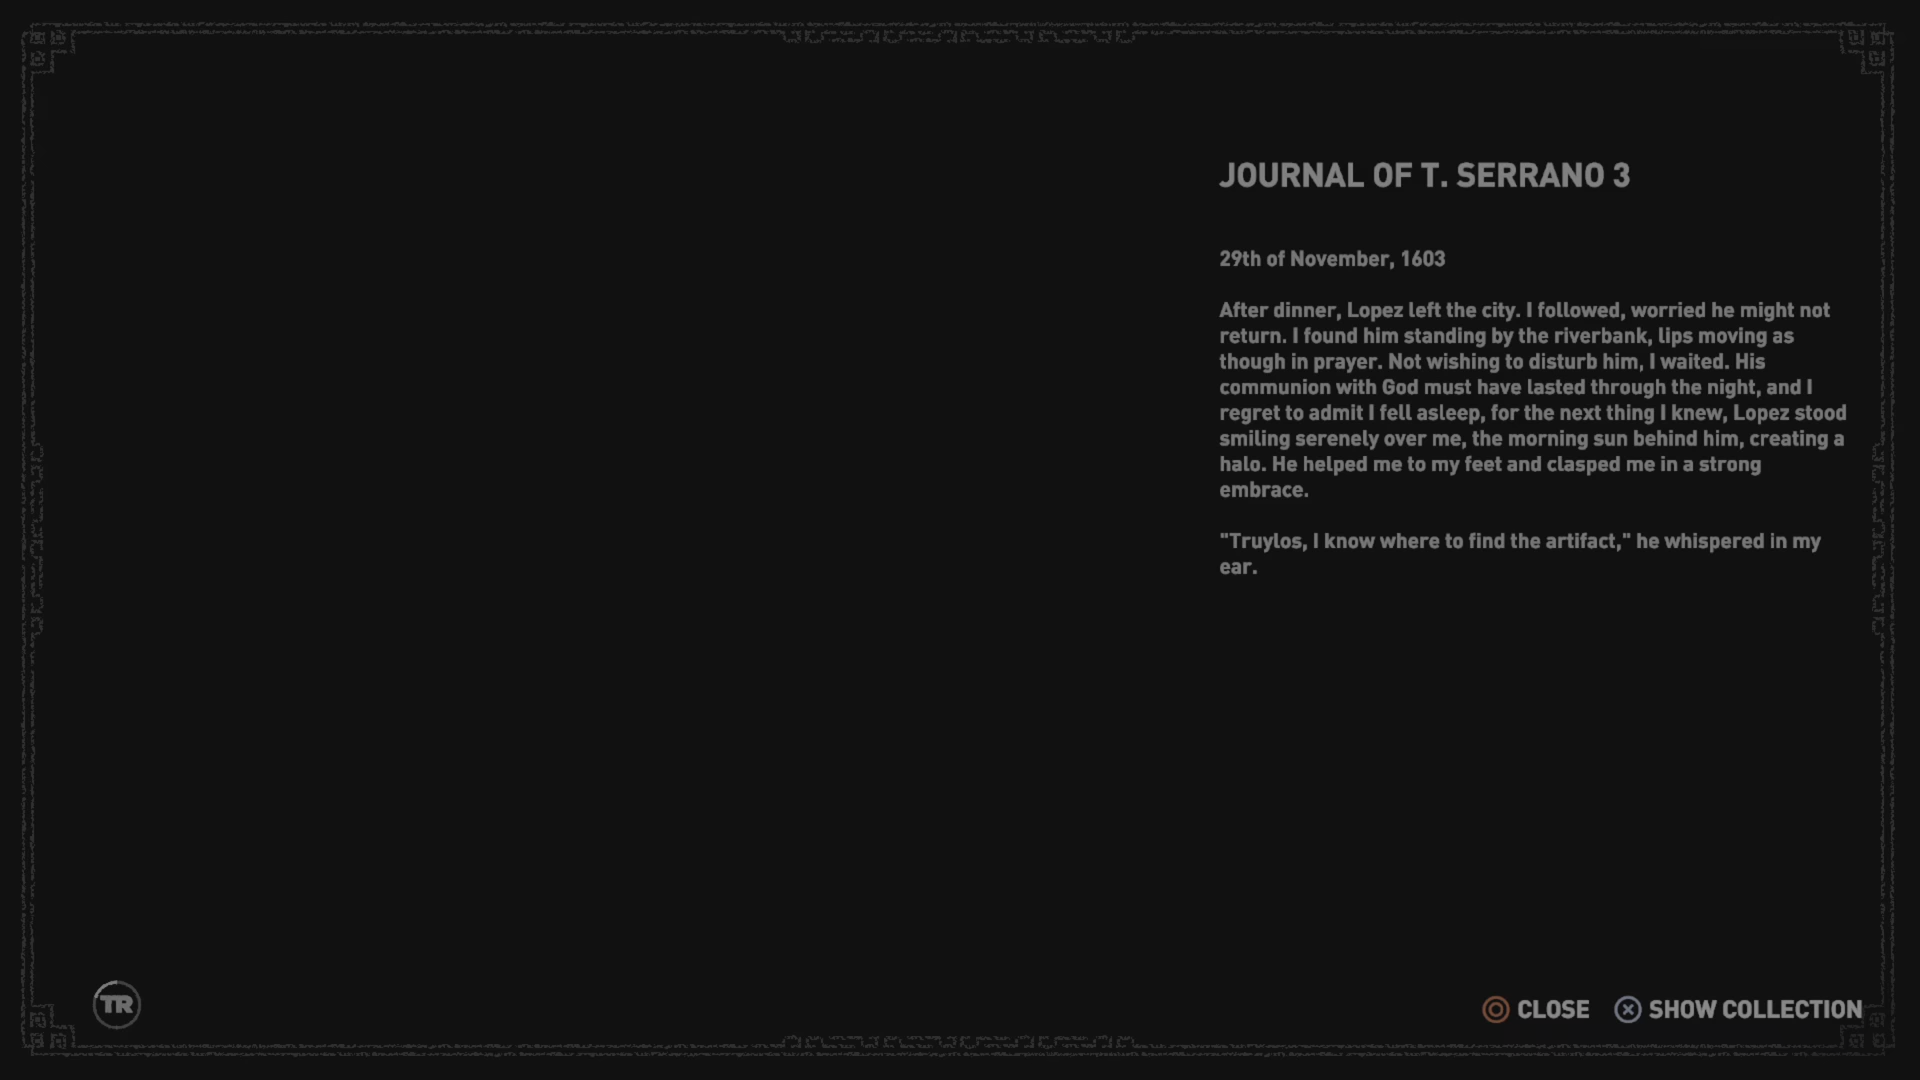 JOURNAL OF T. SERRANO 3
29th of November, 1603
After dinner, Lopez left the city. I followed, worried he might not
return. I found him standing by the riverbank, lips moving as
though in prayer. Not wishing to disturb him, I waited. His
communion with God must have lasted through the night, and I
regret to admit I fell asleep, for the next thing I knew, Lopez stood
smiling serenely over me, the morning sun behind him, creating a
halo. He helped me to my feet and clasped me in a strong
embrace.
"Truylos, I know where to find the artifact," he whispered in my
ear.
TR
CLOSE
SHOW COLLECTION